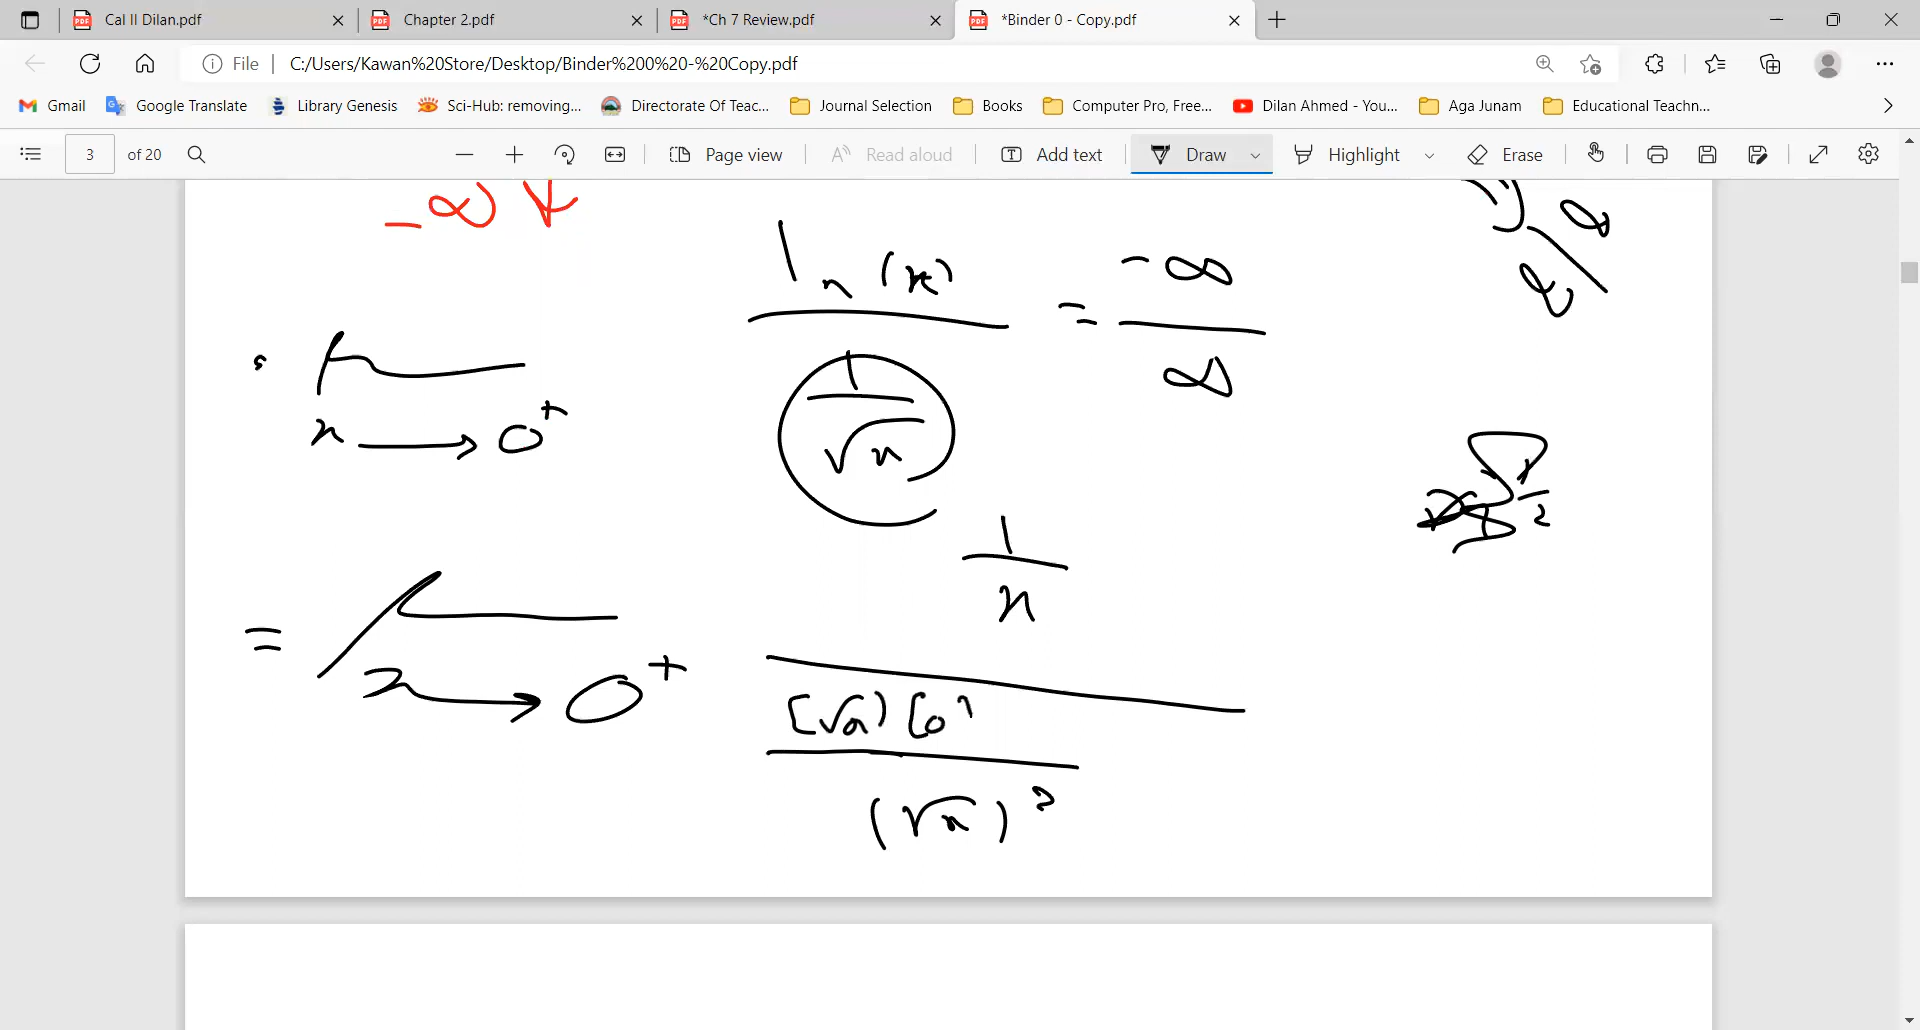 Cal II Dilan.pdf
Chapter 2.pdf
*Ch 7 Review.pdf
*Binder 0 - Copy.pdf
File
C:/Users/Kawan%20Store/Desktop/Binder%200%20-%20Copy.pdf
Gmail
Google Translate
Library Genesis
Sci-Hub: removing...
Directorate Of Teac...
Journal Selection
Books
Computer Pro, Free...
Dilan Ahmed - You...
Aga Junam
Educational Teachn...
3 of 20
Page view
Read aloud
Add text
Draw
Highlight
Erase
-∞
ln(x)
= -∞
∞
1
√x
x → 0+
1
x
=
x → 0+
[√x) [0
(√x)²